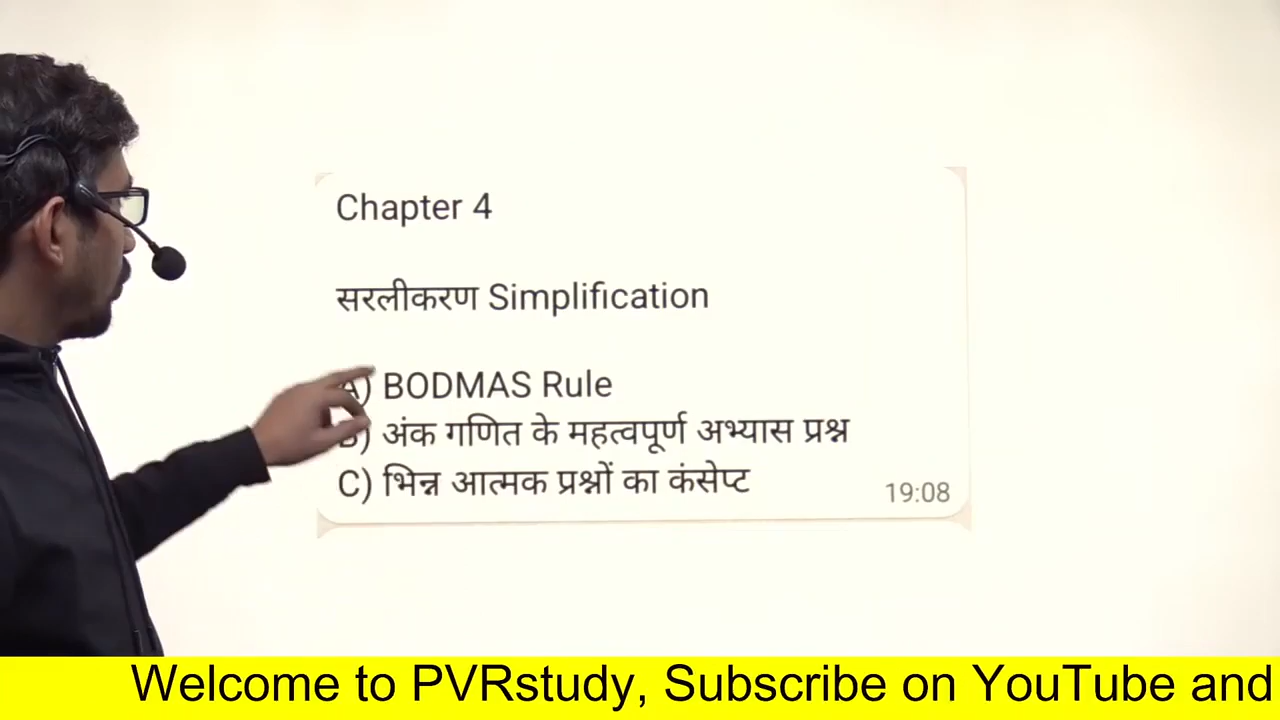 Chapter 4
सरलीकरण Simplification
A) BODMAS Rule
B) अंक गणित के महत्वपूर्ण अभ्यास प्रश्न
C) भिन्न आत्मक प्रश्नों का कंसेप्ट
19:08
Welcome to PVRstudy, Subscribe on YouTube and